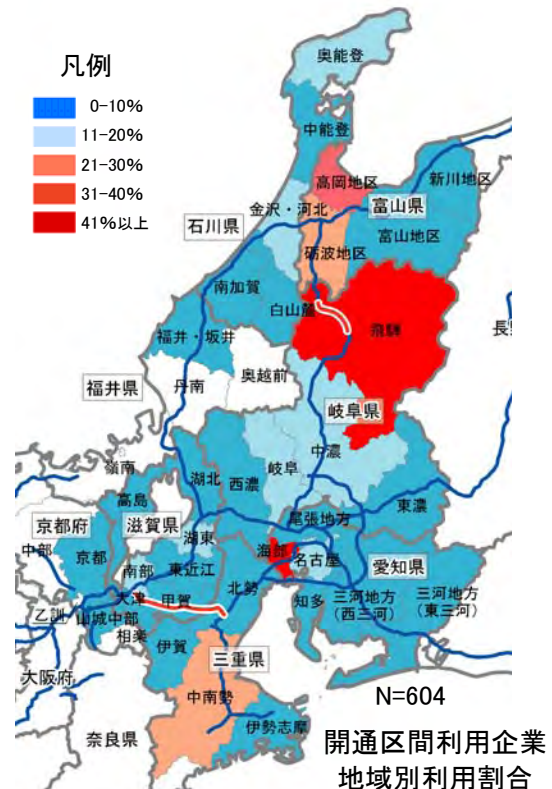 凡例
0-10%
11-20%
21-30%
31-40%
41%以上
奥能登
中能登
高岡地区
新川地区
金沢・河北
富山県
石川県
砺波地区
富山地区
南加賀
白山麓
飛騨
長
福井・坂井
奥越前
丹南
福井県
岐阜県
嶺南
湖北
西濃
岐阜
中濃
高島
東濃
京都府
滋賀県
尾張地方
中部
京都
湖東
海部
名古屋
愛知県
南部
東近江
北勢
乙訓
大津
甲賀
知多
三河地方
(西三河)
三河地方
(東三河)
山城中部
相楽
伊賀
三重県
大阪府
中南勢
N=604
奈良県
伊勢志摩
開通区間利用企業
地域別利用割合